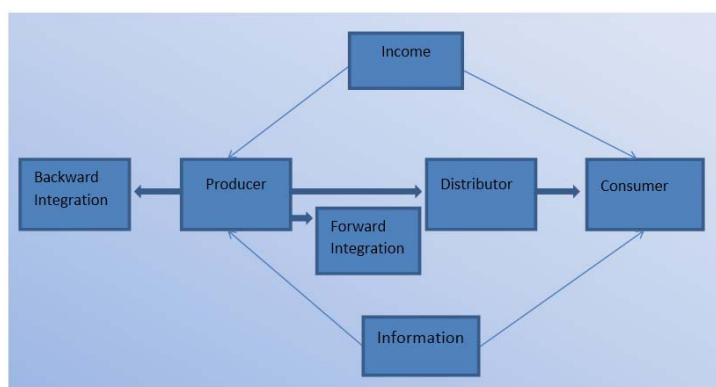 Income
Backward
Integration
Producer
Distributor
Consumer
Forward
Integration
Information